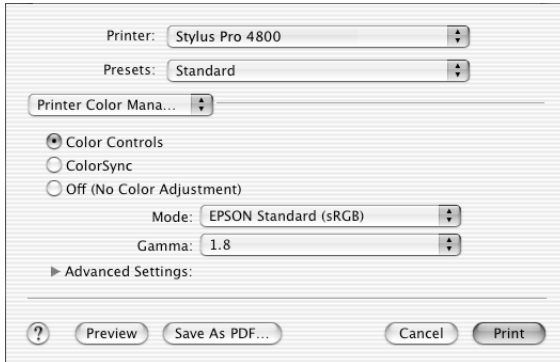 Printer: Stylus Pro 4800
Presets: Standard
Printer Color Mana...
Color Controls
ColorSync
Off (No Color Adjustment)
Mode: EPSON Standard (sRGB)
Gamma: 1.8
Advanced Settings:
? Preview Save As PDF... Cancel Print